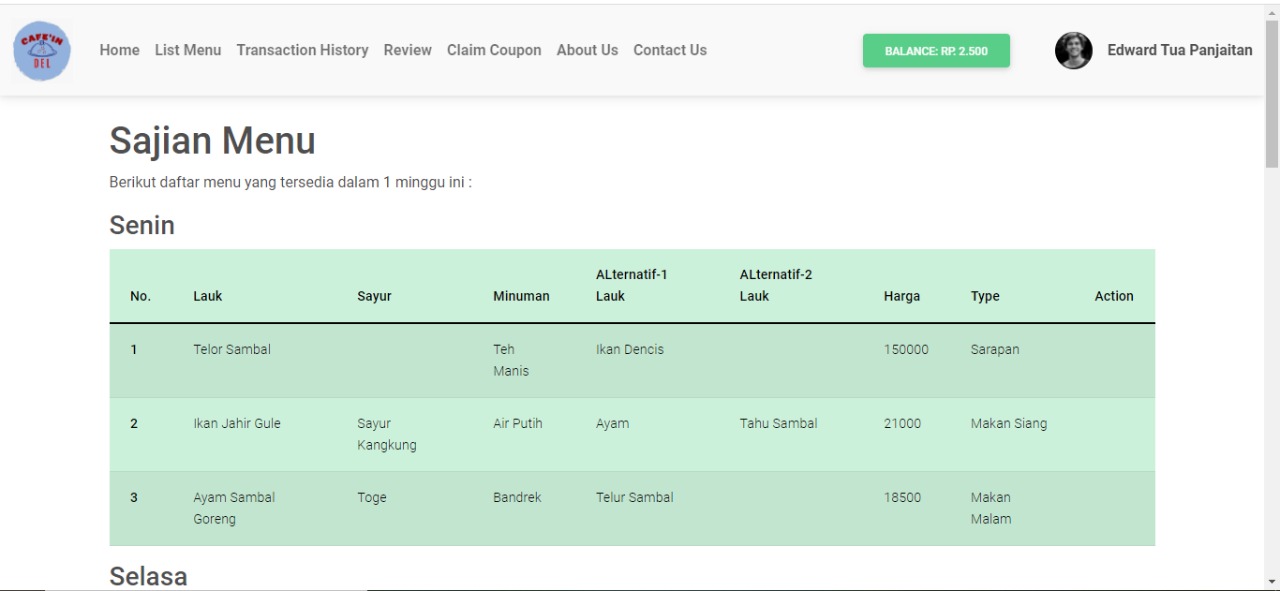 CAFE'IN
DEL
Home List Menu Transaction History Review Claim Coupon About Us Contact Us
BALANCE: RP. 2.500
Edward Tua Panjaitan
Sajian Menu
Berikut daftar menu yang tersedia dalam 1 minggu ini :
Senin
No. Lauk Sayur Minuman ALternatif-1 Lauk ALternatif-2 Lauk Harga Type Action
1 Telor Sambal Teh Manis Ikan Dencis 150000 Sarapan
2 Ikan Jahir Gule Sayur Kangkung Air Putih Ayam Tahu Sambal 21000 Makan Siang
3 Ayam Sambal Goreng Toge Bandrek Telur Sambal 18500 Makan Malam
Selasa